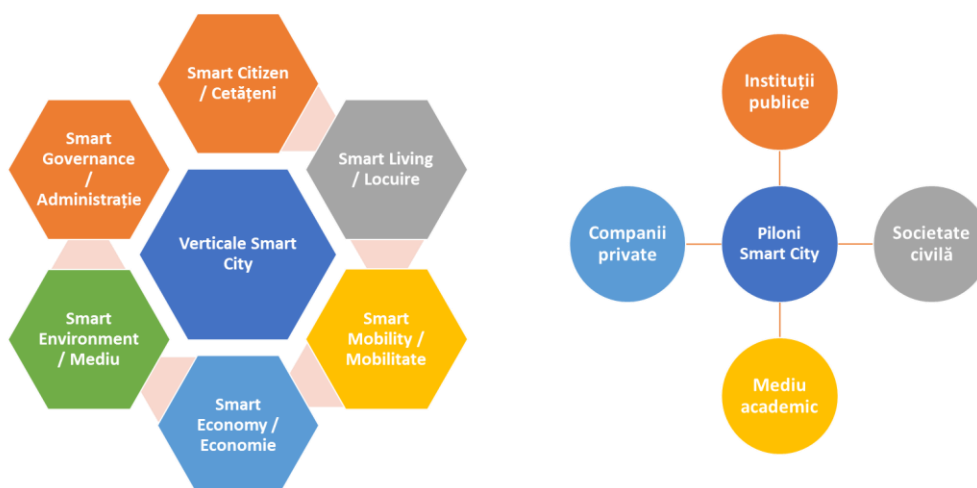 Smart Citizen
/ Cetățeni
Smart
Governance
/
Administrație
Smart Living
/ Locuire
Verticale Smart
City
Smart
Environment
/ Mediu
Smart
Mobility /
Mobilitate
Smart
Economy /
Economie
Instituții
publice
Companii
private
Piloni
Smart City
Societate
civilă
Mediu
academic